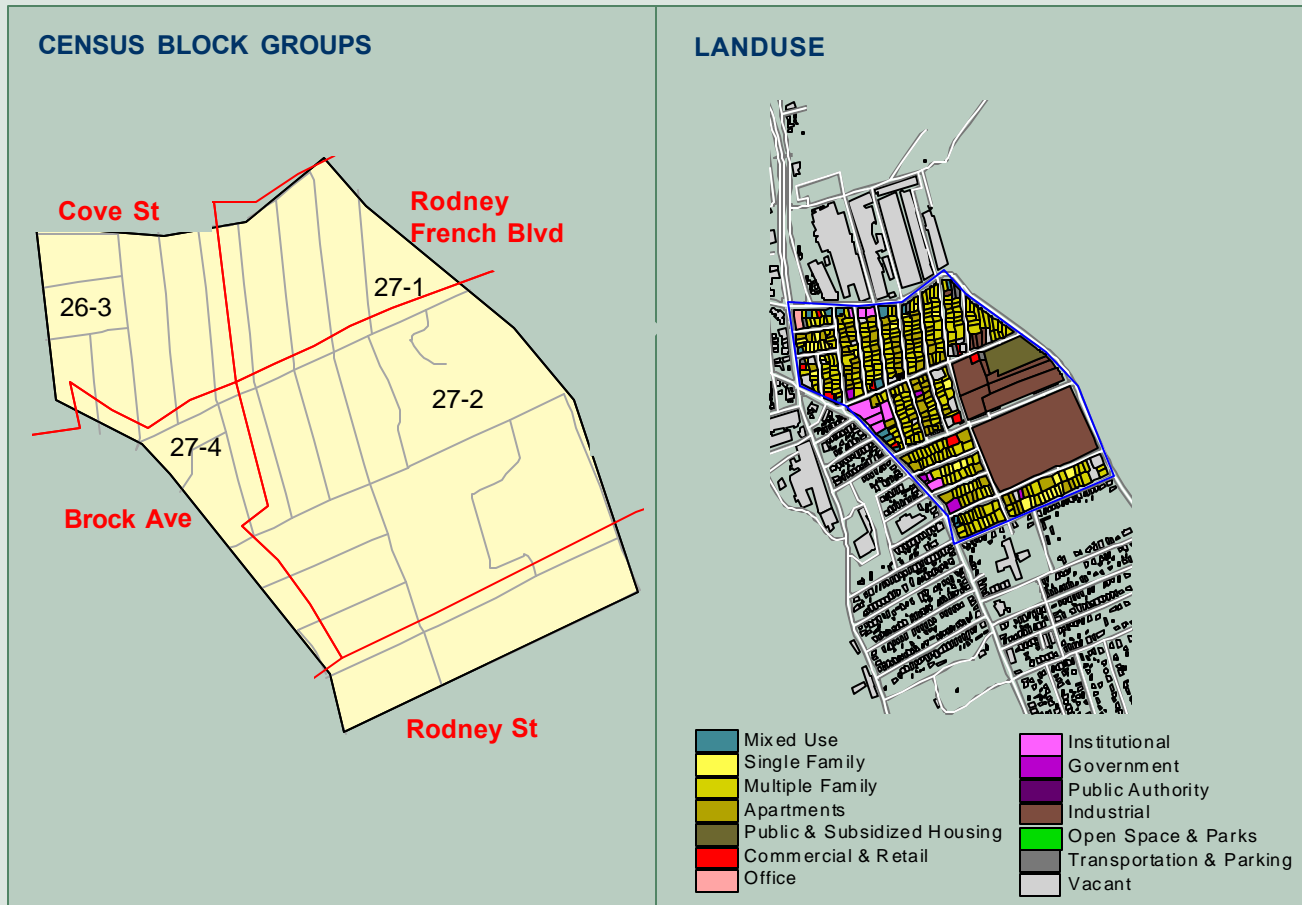 CENSUS BLOCK GROUPS
Cove St
Rodney
French Blvd
26-3
27-1
27-2
27-4
Brock Ave
Rodney St
LANDUSE
Mixed Use
Single Family
Multiple Family
Apartments
Public & Subsidized Housing
Commercial & Retail
Office
Institutional
Government
Public Authority
Industrial
Open Space & Parks
Transportation & Parking
Vacant